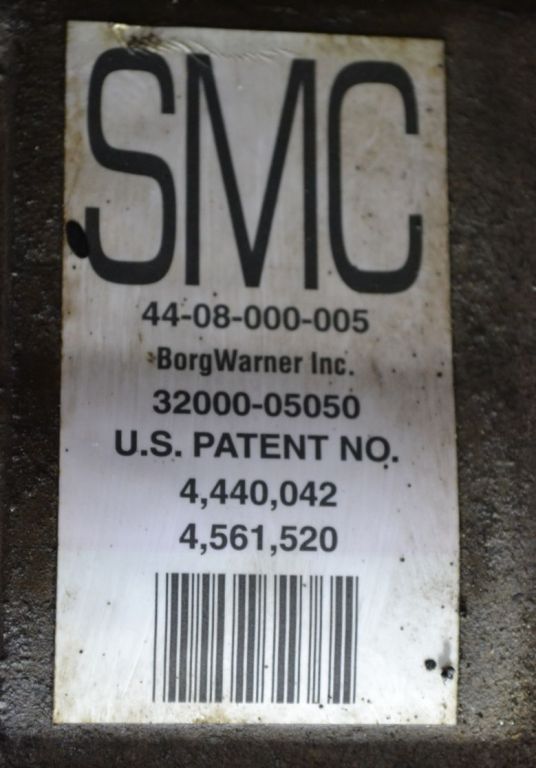 SMC
44-08-000-005
BorgWarner Inc.
32000-05050
U.S. PATENT NO.
4,440,042
4,561,520